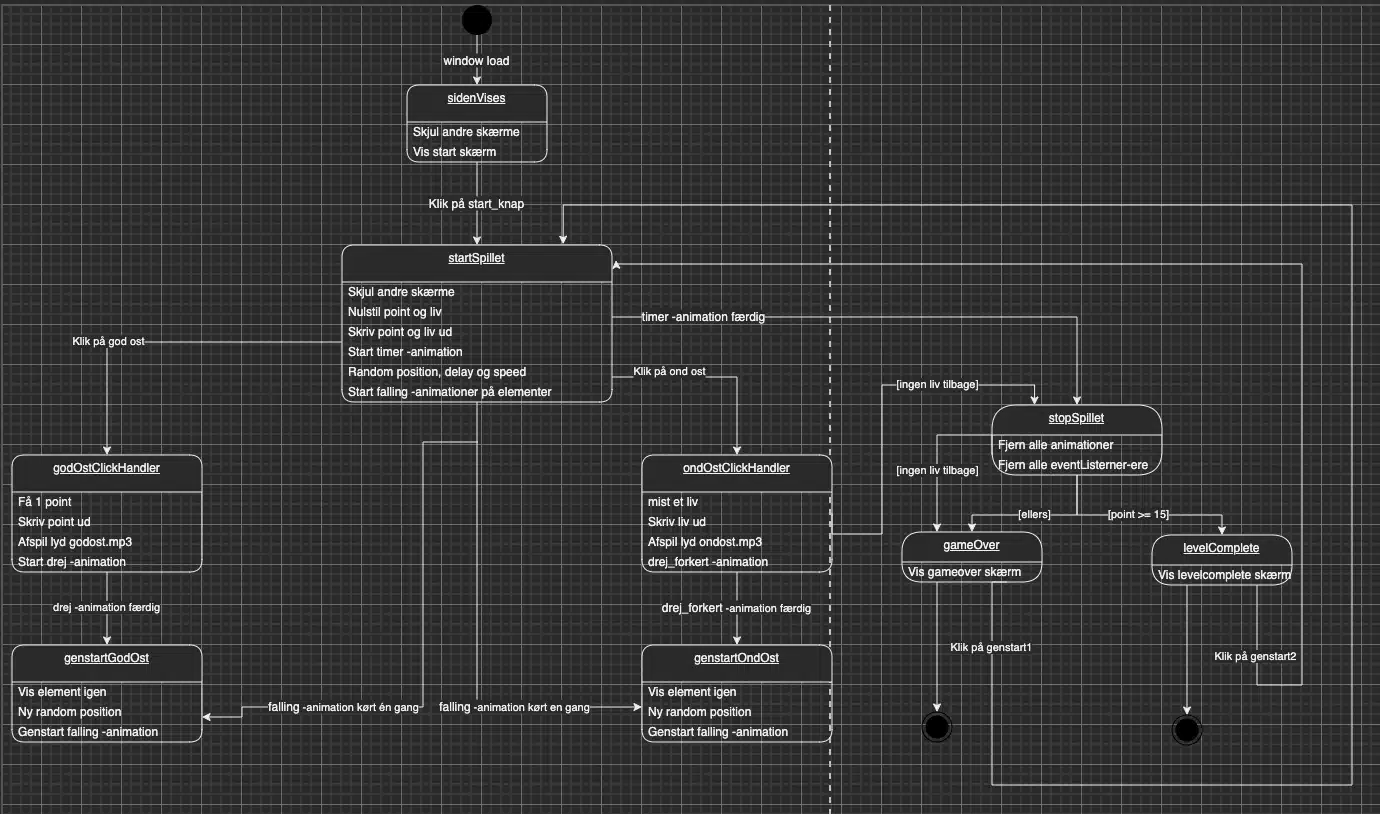 window load
sidenVises
Skjul andre skærme
Vis start skærm
Klik på start_knap
startSpillet
Skjul andre skærme
Nulstil point og liv
Skriv point og liv ud
Start timer -animation
Random position, delay og speed
Start falling -animationer på elementer
timer -animation færdig
Klik på god ost
Klik på ond ost
[ingen liv tilbage]
stopSpillet
Fjern alle animationer
Fjern alle eventListerner-ere
godOstClickHandler
Få 1 point
Skriv point ud
Afspil lyd godost.mp3
Start drej -animation
ondOstClickHandler
mist et liv
Skriv liv ud
Afspil lyd ondost.mp3
drej_forkert -animation
[ingen liv tilbage]
[ellers]
[point >= 15]
gameOver
Vis gameover skærm
levelComplete
Vis levelcomplete skærm
drej -animation færdig
drej_forkert -animation færdig
genstartGodOst
Vis element igen
Ny random position
Genstart falling -animation
falling -animation kørt én gang
falling -animation kørt en gang
genstartOndOst
Vis element igen
Ny random position
Genstart falling -animation
Klik på genstart1
Klik på genstart2